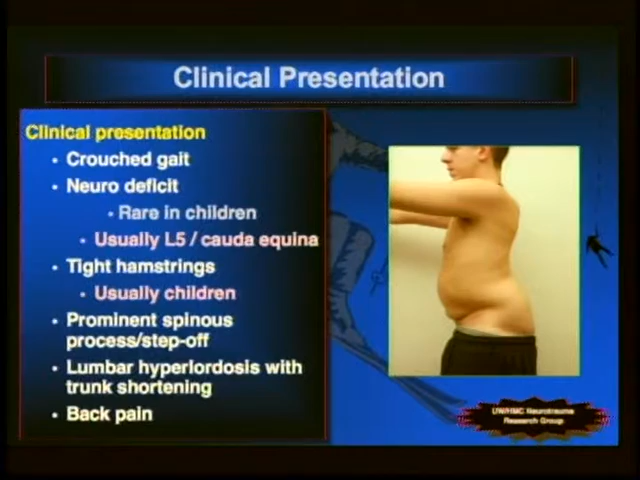 Clinical Presentation
Clinical presentation
• Crouched gait
• Neuro deficit
• Rare in children
• Usually L5 / cauda equina
• Tight hamstrings
• Usually children
• Prominent spinous
process/step-off
• Lumbar hyperlordosis with
trunk shortening
• Back pain
UW/HMC Neurotrauma
Research Group